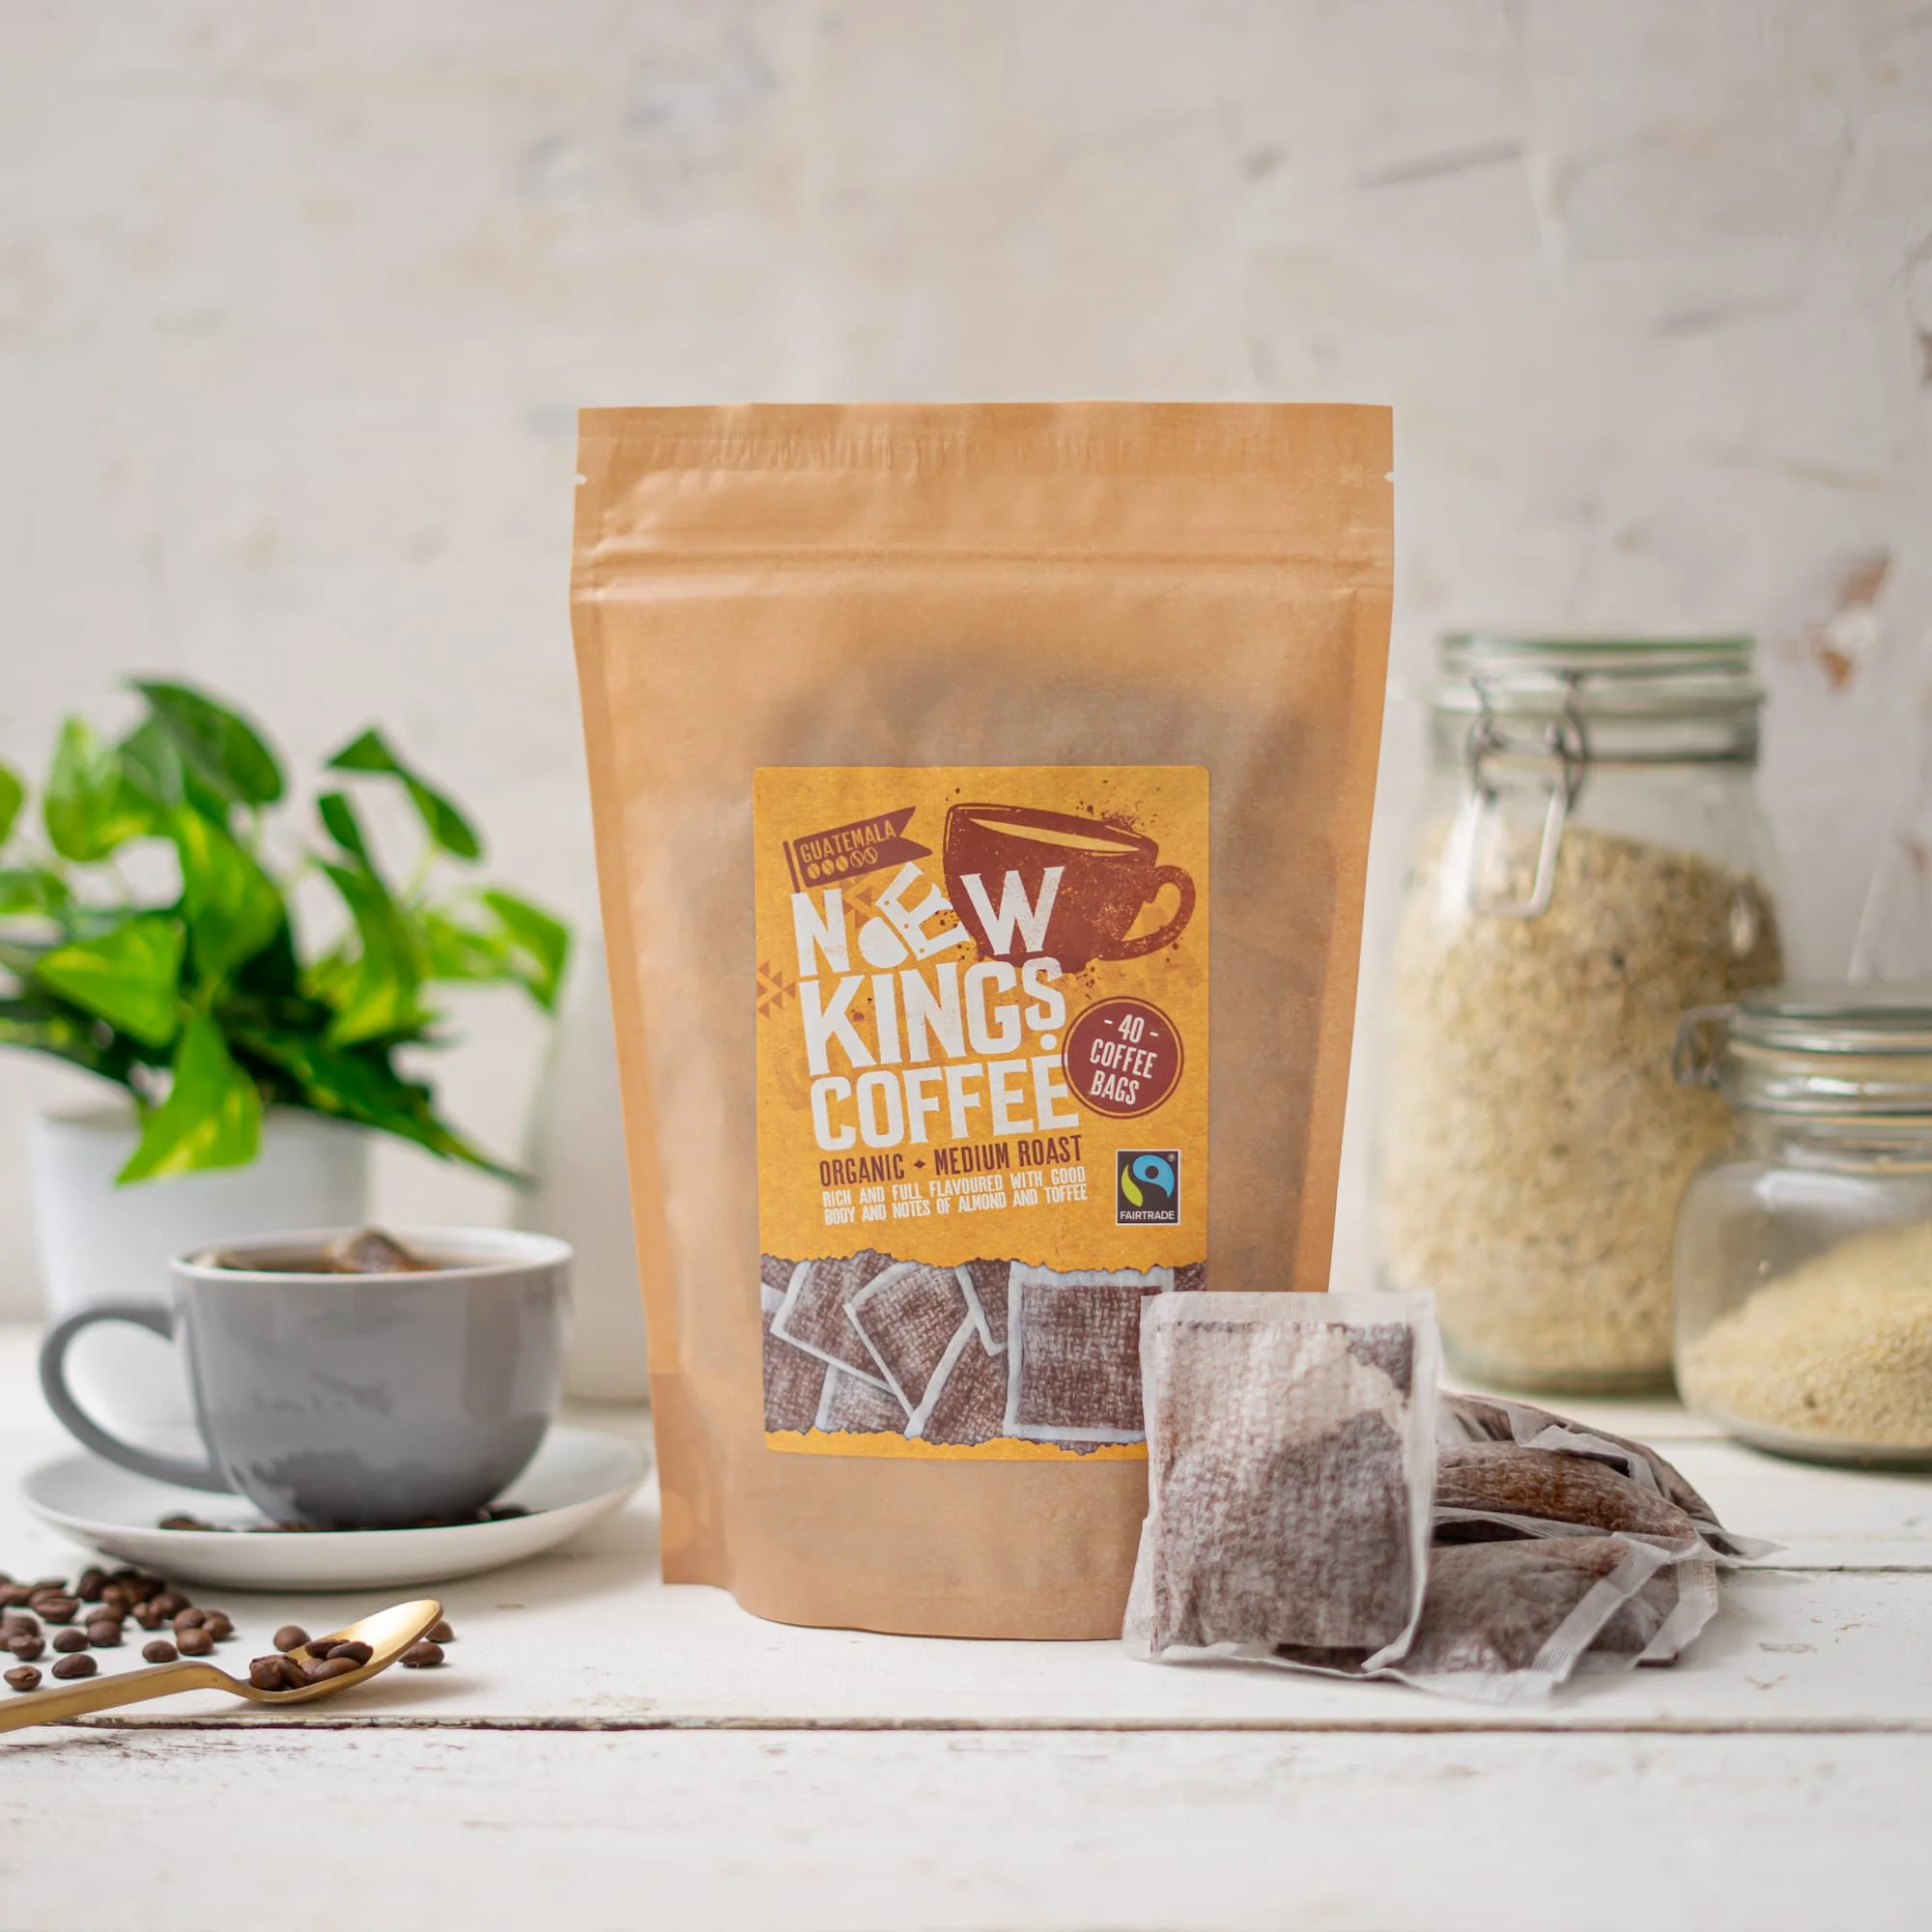 GUATEMALA
NEW
KINGS
COFFEE
- 40 -
COFFEE
BAGS
ORGANIC • MEDIUM ROAST
RICH AND FULL FLAVOURED WITH GOOD
BODY AND NOTES OF ALMOND AND TOFFEE
FAIRTRADE